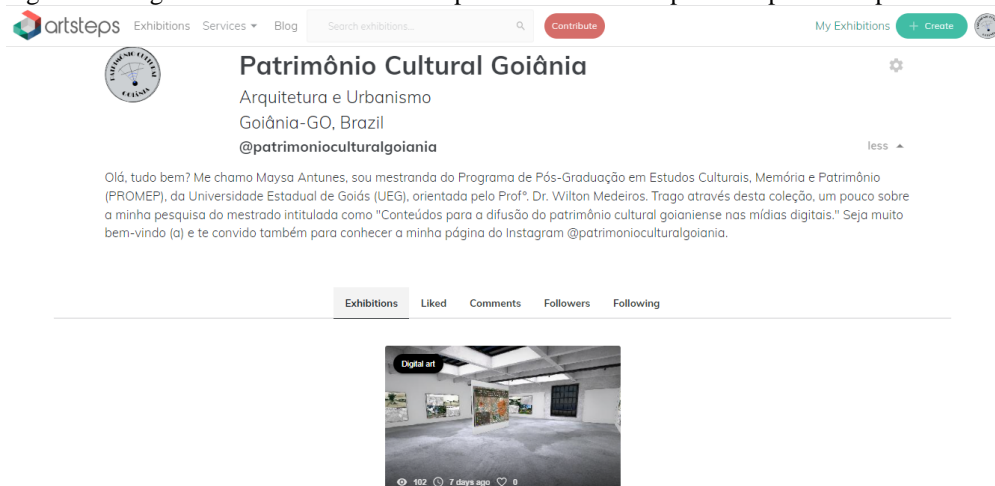 artsteps Exhibitions Services Blog Search exhibitions... Contribute My Exhibitions + Create
Patrimônio Cultural Goiânia
Arquitetura e Urbanismo
Goiânia-GO, Brazil
@patrimonioculturalgoiania less
Olá, tudo bem? Me chamo Maysa Antunes, sou mestranda do Programa de Pós-Graduação em Estudos Culturais, Memória e Patrimônio
(PROMEP), da Universidade Estadual de Goiás (UEG), orientada pelo Profº. Dr. Wilton Medeiros. Trago através desta coleção, um pouco sobre
a minha pesquisa do mestrado intitulada como "Conteúdos para a difusão do patrimônio cultural goianiense nas mídias digitais." Seja muito
bem-vindo (a) e te convido também para conhecer a minha página do Instagram @patrimonioculturalgoiania.
Exhibitions Liked Comments Followers Following
Digital art
102 7 days ago 0